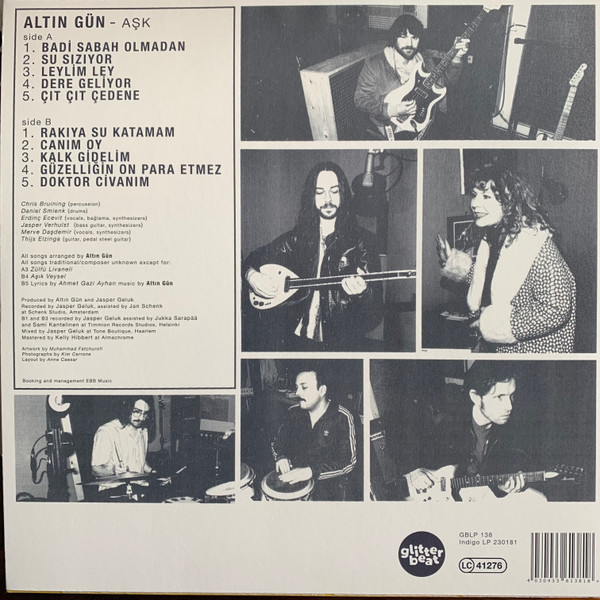 ALTIN GÜN - AŞK
side A
1. BADİ SABAH OLMADAN
2. SU SIZIYOR
3. LEYLİM LEY
4. DERE GELİYOR
5. ÇIT ÇIT ÇEDENE
side B
1. RAKIYA SU KATAMAM
2. CANIM OY
3. KALK GİDELİM
4. GÜZELLİĞİN ON PARA ETMEZ
5. DOKTOR CİVANIM
Chris Bruining (percussion)
Daniel Smienk (drums)
Erdinç Ecevit (vocals, bağlama, synthesizers)
Jasper Verhulst (bass guitar, synthesizers)
Merve Daşdemir (vocals, synthesizers)
Thijs Elzinga (guitar, pedal steel guitar)
All songs arranged by Altın Gün
All songs traditional/composer unknown except for:
A3 Zülfü Livaneli
B4 Aşık Veysel
B5 Lyrics by Ahmet Gazi Ayhan music by Altın Gün
Produced by Altın Gün and Jasper Geluk
Recorded by Jasper Geluk, assisted by Jan Schenk
at Schenk Studio, Amsterdam
B1 and B3 recorded by Jasper Geluk assisted by Jukka Sarapää
and Sami Kantelinen at Timmion Records Studios, Helsinki
Mixed by Jasper Geluk at Tone Boutique, Haarlem
Mastered by Kelly Hibbert at Almachrome
Artwork by Muhammad Fatchurofi
Photographs by Kim Carrone
Layout by Anne Caesar
Booking and management EBB Music
glitter
beat
GBLP 138
Indigo LP 230181
LC 41276